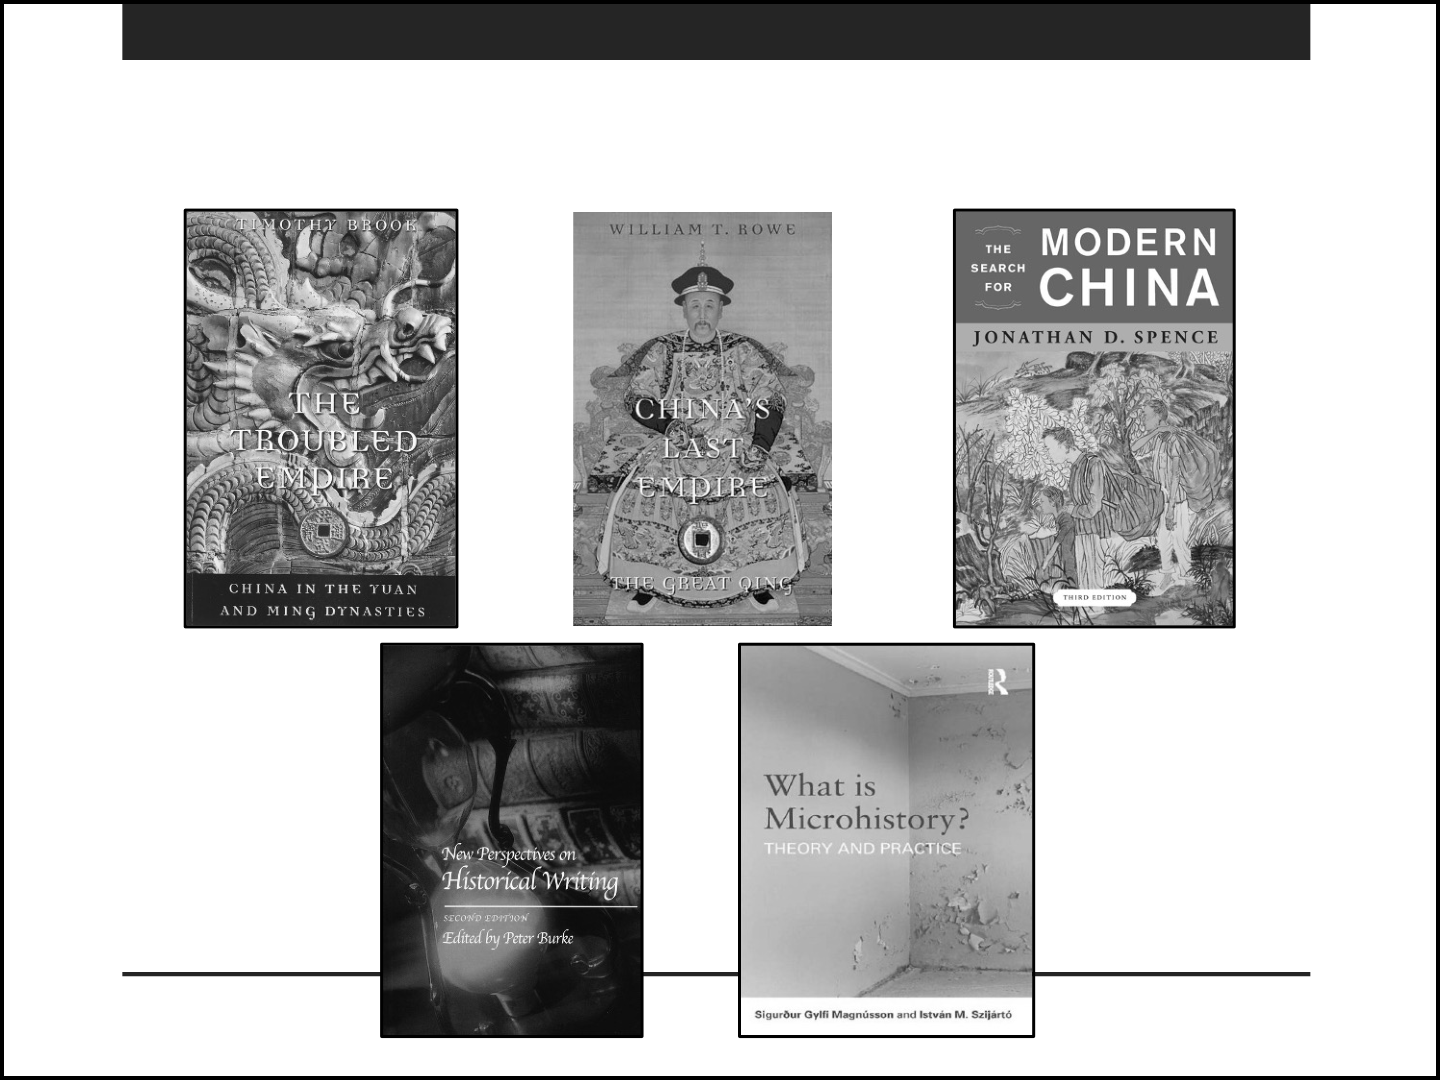 TIMOTHY BROOK
THE
TROUBLED
EMPIRE
CHINA IN THE YUAN
AND MING DYNASTIES
WILLIAM T. ROWE
CHINA'S
LAST
EMPIRE
THE GREAT QING
THE
SEARCH
FOR
MODERN
CHINA
JONATHAN D. SPENCE
THIRD EDITION
New Perspectives on
Historical Writing
SECOND EDITION
Edited by Peter Burke
R
What is
Microhistory?
THEORY AND PRACTICE
Sigurður Gylfi Magnússon and István M. Szijártó